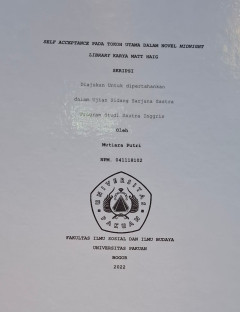 SELF ACCEPTANCE PADA TOKOH UTAMA DALAM NOVEL MIDNIGHT
LIBRARY KARYA MATT HAIG
SKRIPSI
Diajukan Untuk dipertahankan
dalam Ujian Sidang Sarjana Sastra
Program Studi Sastra Inggris
Oleh
Mutiara Putri
NPM. 041118102
UNIVERSITAS
PAKUAN
FAKULTAS ILMU SOSIAL DAN ILMU BUDAYA
UNIVERSITAS PAKUAN
BOGOR
2022